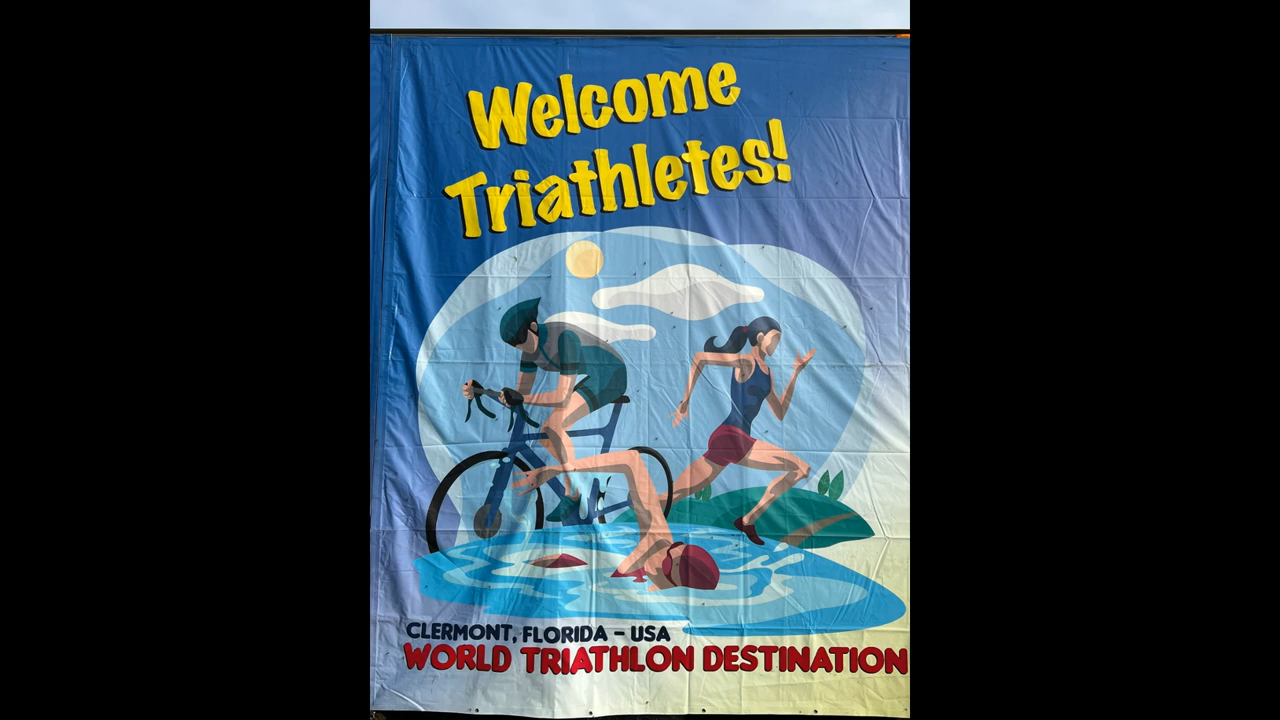 Welcome
Triathletes!
CLERMONT, FLORIDA – USA
WORLD TRIATHLON DESTINATION